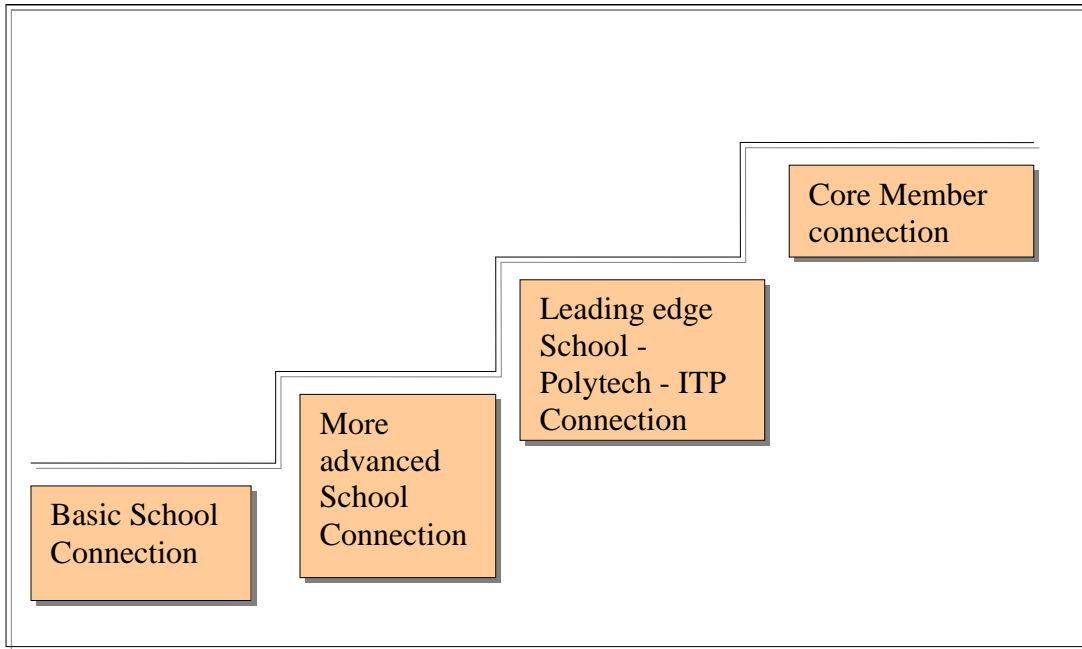 Basic School
Connection
More
advanced
School
Connection
Leading edge
School -
Polytech - ITP
Connection
Core Member
connection